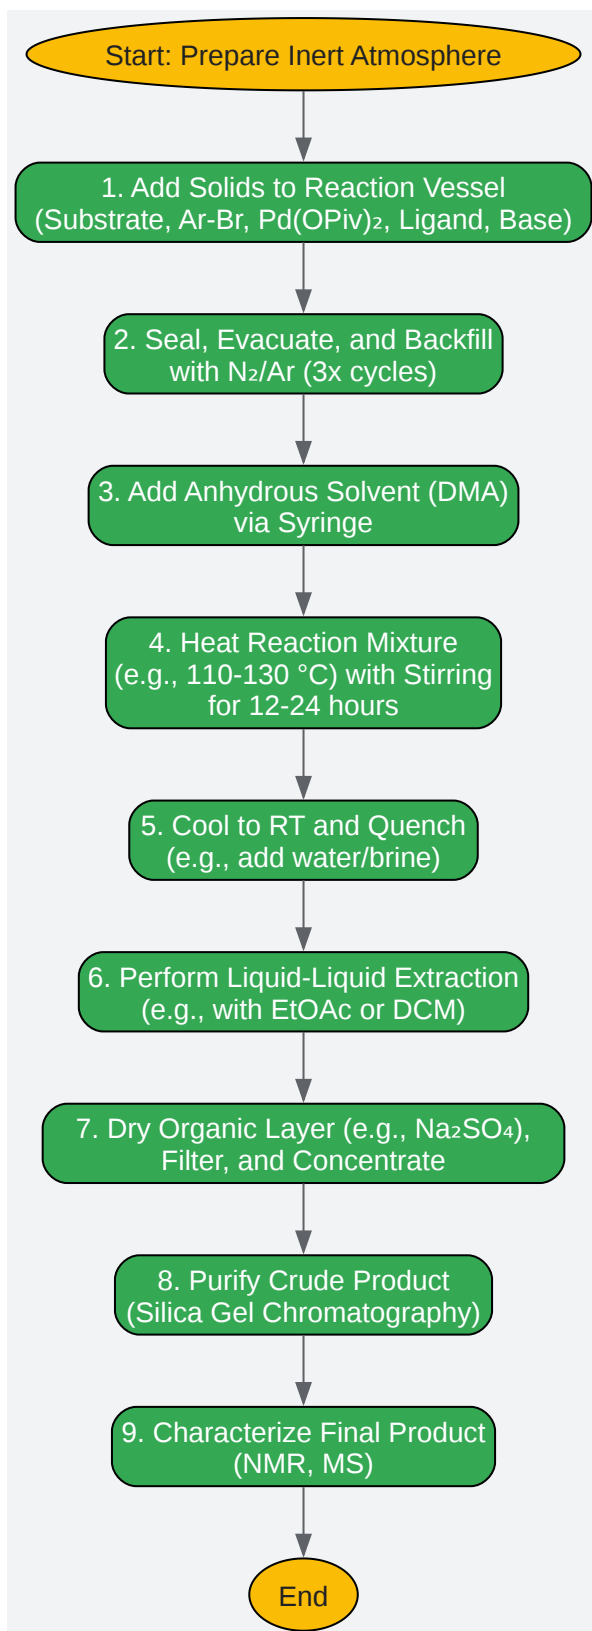 Start: Prepare Inert Atmosphere
1. Add Solids to Reaction Vessel
(Substrate, Ar-Br, Pd(OPiv)₂, Ligand, Base)
2. Seal, Evacuate, and Backfill
with N₂/Ar (3x cycles)
3. Add Anhydrous Solvent (DMA)
via Syringe
4. Heat Reaction Mixture
(e.g., 110-130 °C) with Stirring
for 12-24 hours
5. Cool to RT and Quench
(e.g., add water/brine)
6. Perform Liquid-Liquid Extraction
(e.g., with EtOAc or DCM)
7. Dry Organic Layer (e.g., Na₂SO₄),
Filter, and Concentrate
8. Purify Crude Product
(Silica Gel Chromatography)
9. Characterize Final Product
(NMR, MS)
End